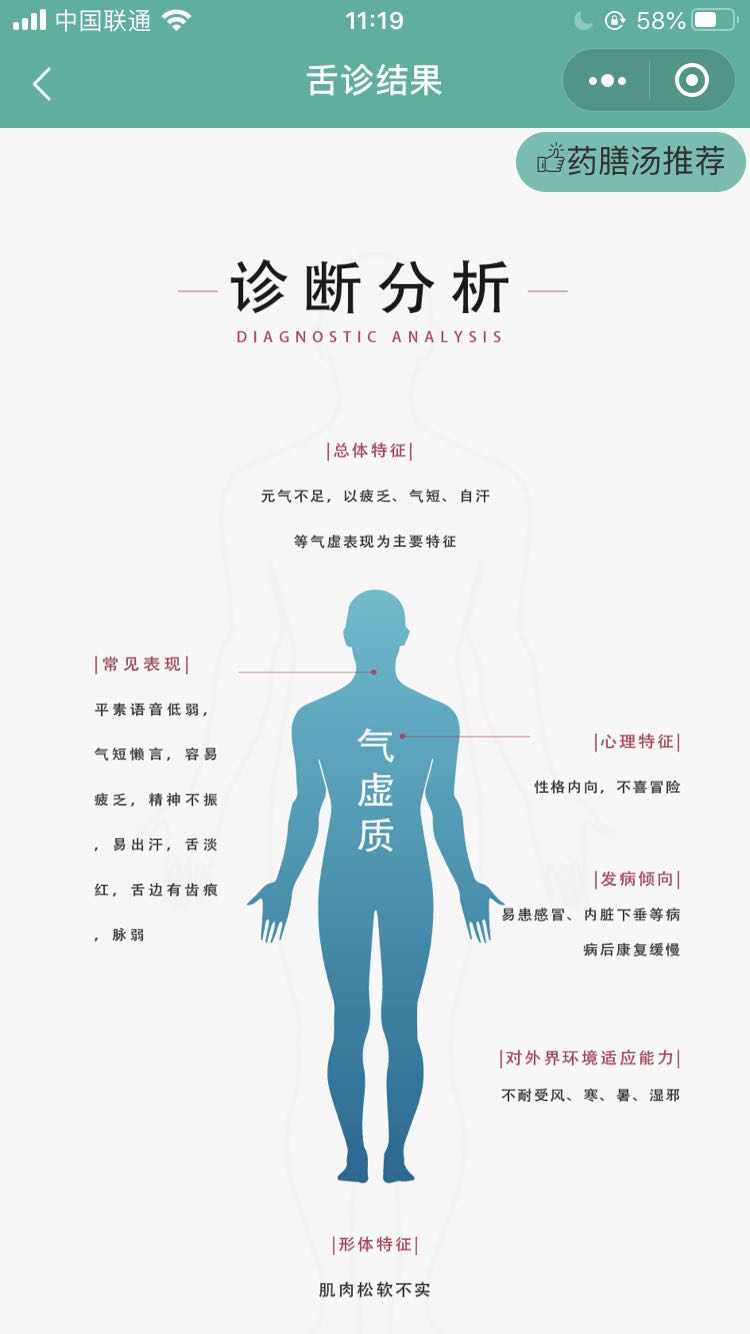 中国联通
11:19
58%
舌诊结果
药膳汤推荐
诊断分析
DIAGNOSTIC ANALYSIS
|总体特征|
元气不足，以疲乏、气短、自汗
等气虚表现为主要特征
|常见表现|
平素语音低弱，
气短懒言，容易
疲乏，精神不振
，易出汗，舌淡
红，舌边有齿痕
，脉弱
气虚质
|心理特征|
性格内向，不喜冒险
|发病倾向|
易患感冒、内脏下垂等病
病后康复缓慢
|对外界环境适应能力|
不耐受风、寒、暑、湿邪
|形体特征|
肌肉松软不实